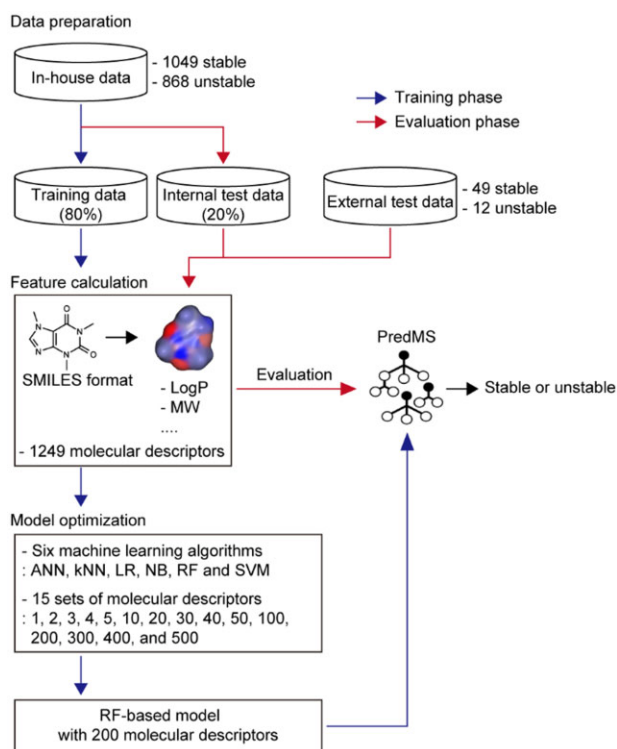 Data preparation
In-house data
- 1049 stable
- 868 unstable
Training phase
Evaluation phase
Training data
(80%)
Internal test data
(20%)
External test data
- 49 stable
- 12 unstable
Feature calculation
O
N
N
N
N
O
SMILES format
- LogP
- MW
....
- 1249 molecular descriptors
Evaluation
PredMS
Stable or unstable
Model optimization
- Six machine learning algorithms
: ANN, kNN, LR, NB, RF and SVM
- 15 sets of molecular descriptors
: 1, 2, 3, 4, 5, 10, 20, 30, 40, 50, 100,
200, 300, 400, and 500
RF-based model
with 200 molecular descriptors